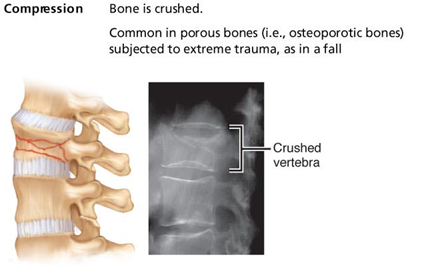 Compression Bone is crushed.
Common in porous bones (i.e., osteoporotic bones)
subjected to extreme trauma, as in a fall
Crushed
vertebra